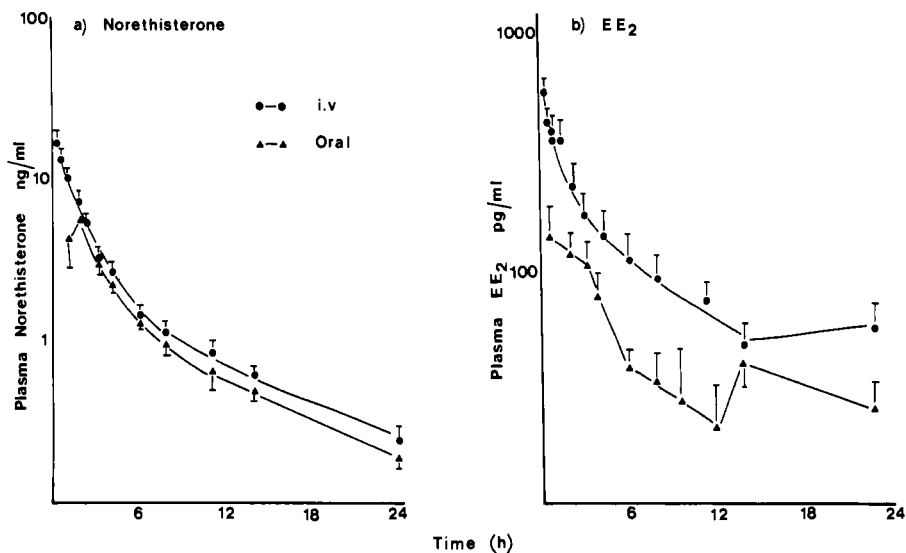 a) Norethisterone
100
10
1
Plasma Norethisterone ng/ml
i.v
Oral
6
12
18
24
b) EE2
1000
100
Plasma EE2 pg/ml
6
12
18
24
Time (h)